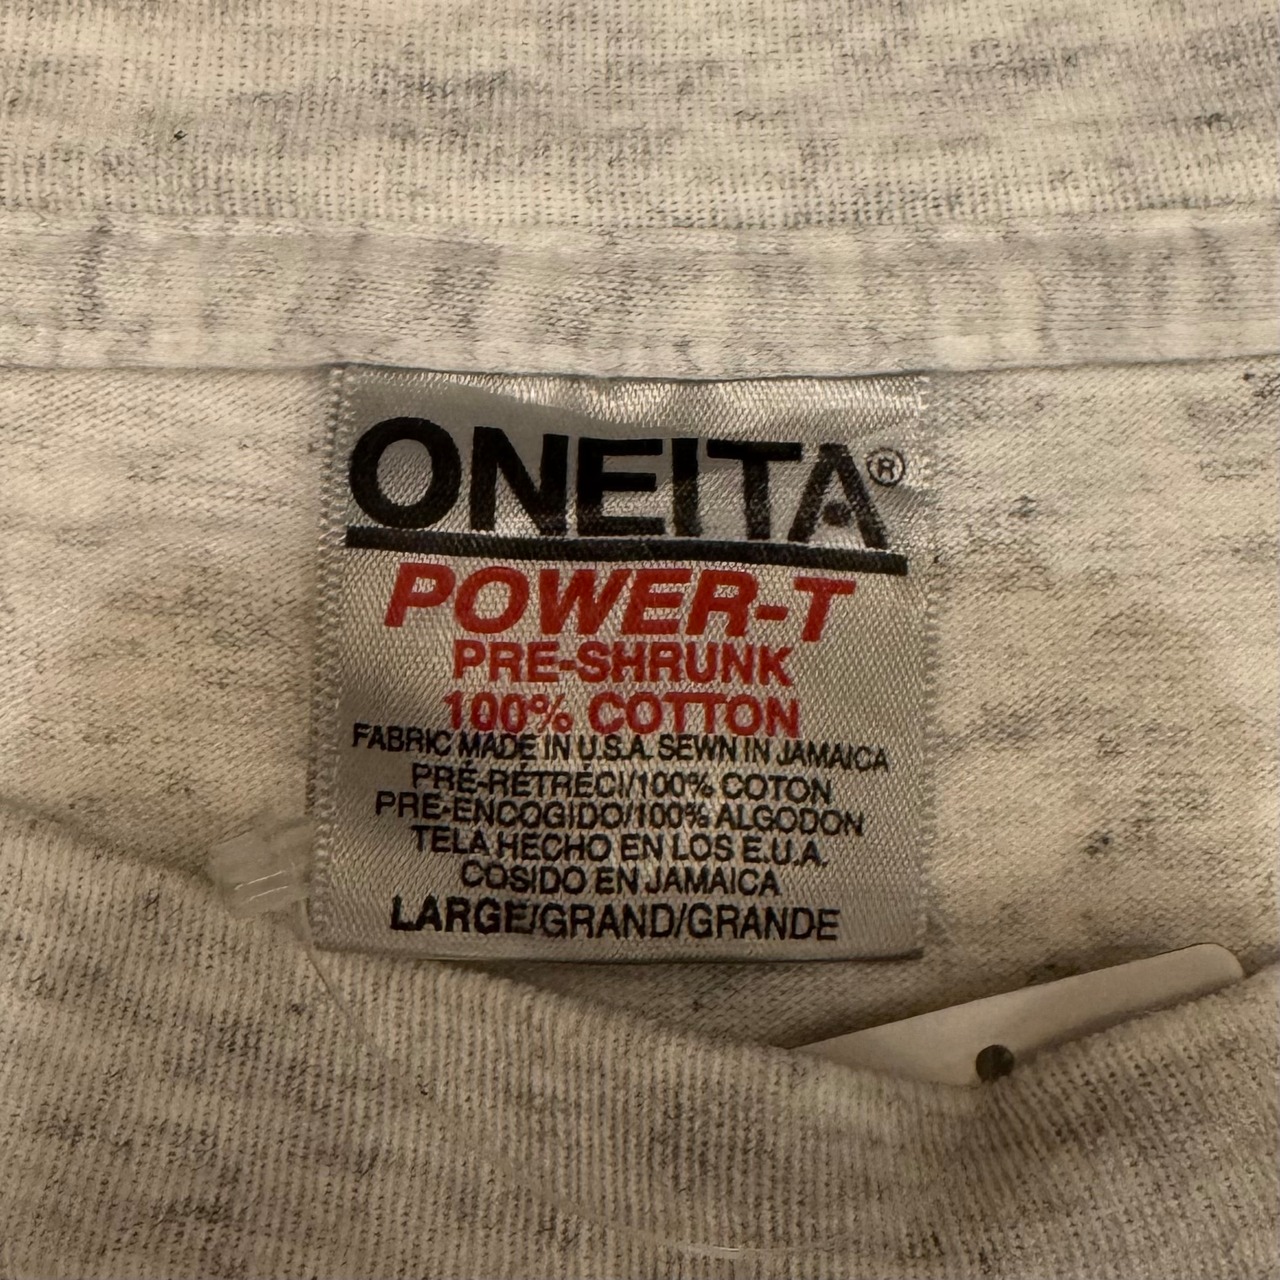 ONEITA®
POWER-T
PRE-SHRUNK
100% COTTON
FABRIC MADE IN U.S.A. SEWN IN JAMAICA
PRÉ-RÉTRÉCI/100% COTON
PRE-ENCOGIDO/100% ALGODON
TELA HECHO EN LOS E.U.A.
COSIDO EN JAMAICA
LARGE/GRAND/GRANDE